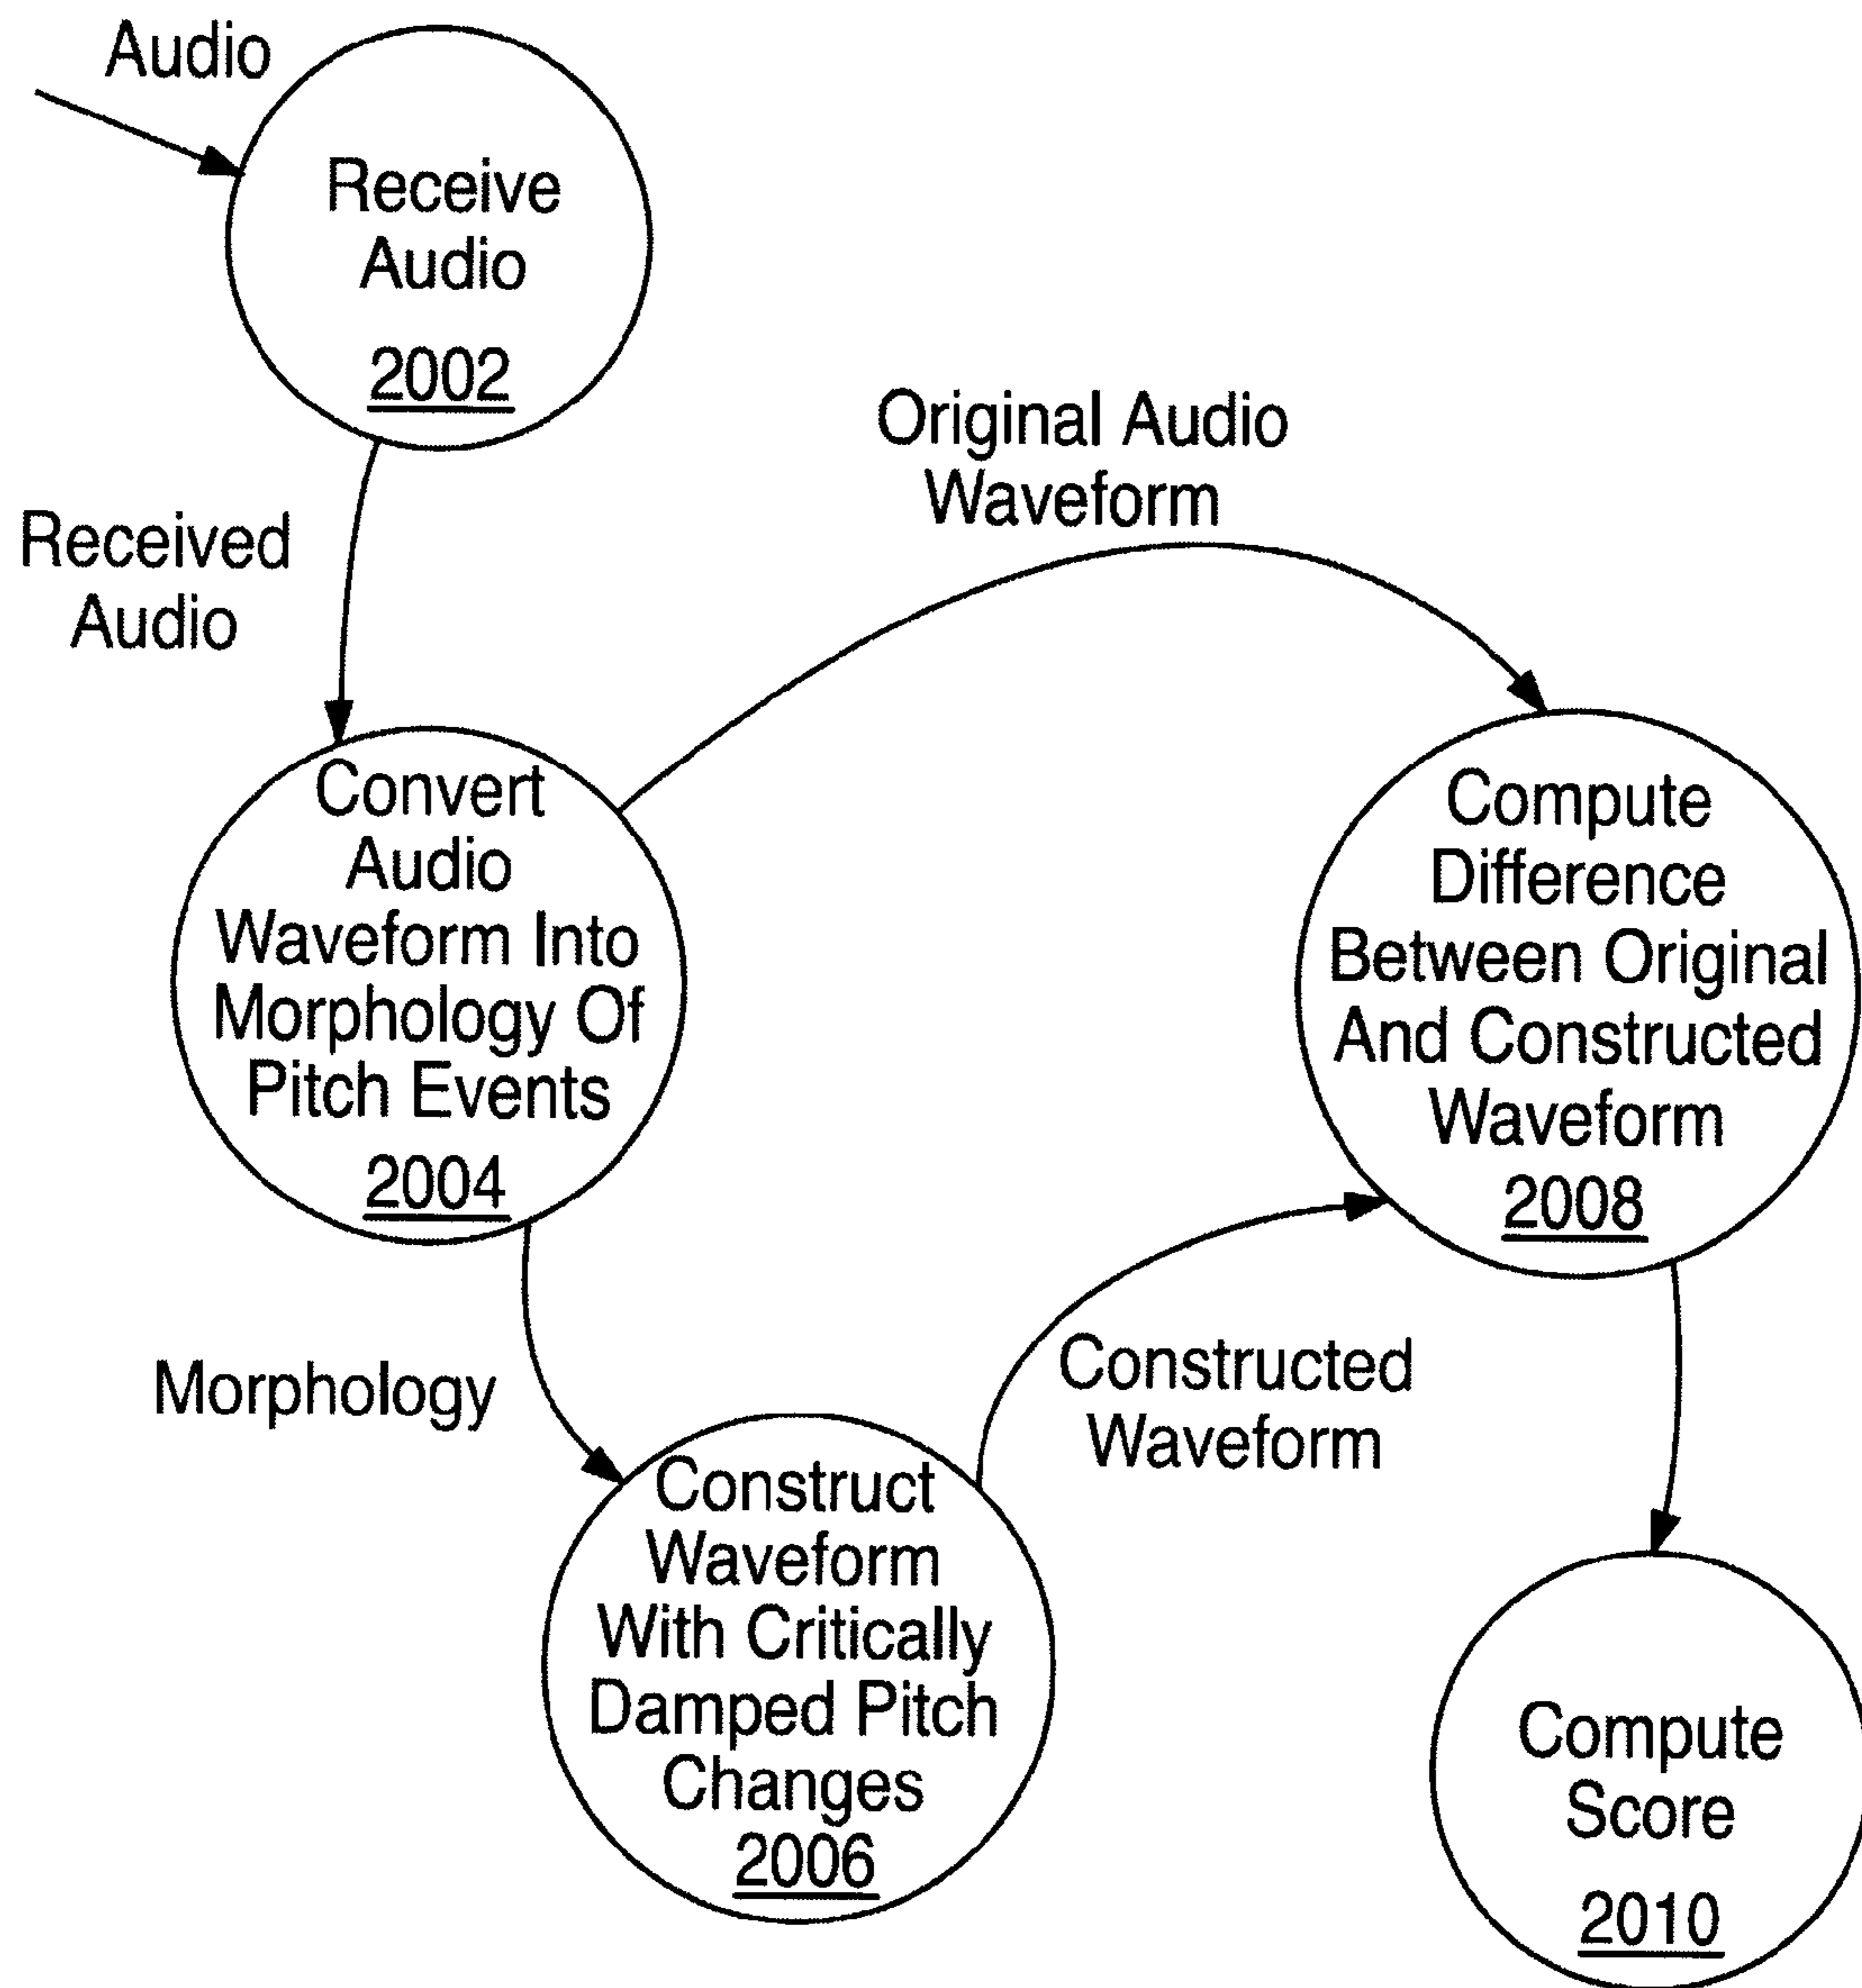 Audio
Receive
Audio
2002
Original Audio
Waveform
Received
Audio
Convert
Audio
Waveform Into
Morphology Of
Pitch Events
2004
Compute
Difference
Between Original
And Constructed
Waveform
2008
Morphology
Constructed
Waveform
Construct
Waveform
With Critically
Damped Pitch
Changes
2006
Compute
Score
2010